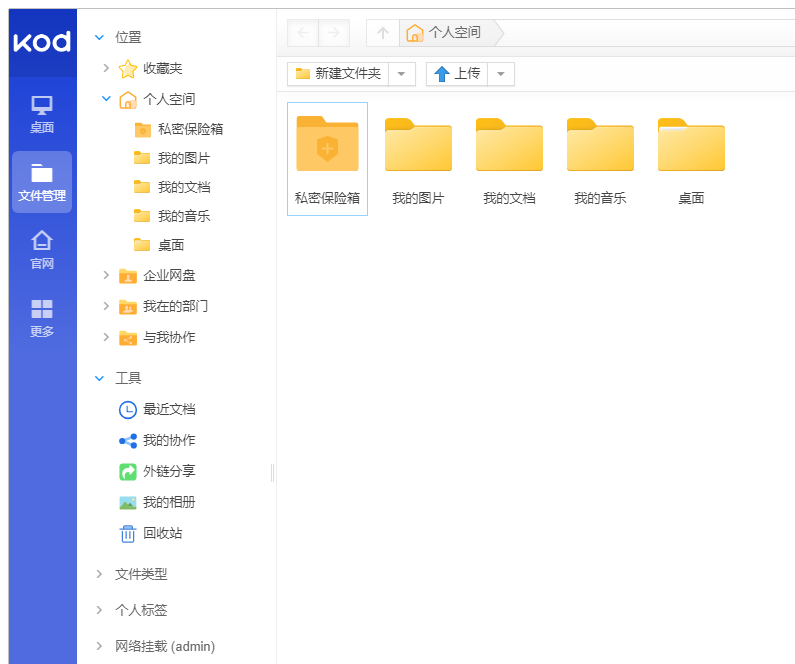 kod
桌面
文件管理
官网
更多
位置
收藏夹
个人空间
私密保险箱
我的图片
我的文档
我的音乐
桌面
企业网盘
我在的部门
与我协作
工具
最近文档
我的协作
外链分享
我的相册
回收站
文件类型
个人标签
网络挂载 (admin)
个人空间
新建文件夹 上传
私密保险箱 我的图片 我的文档 我的音乐 桌面